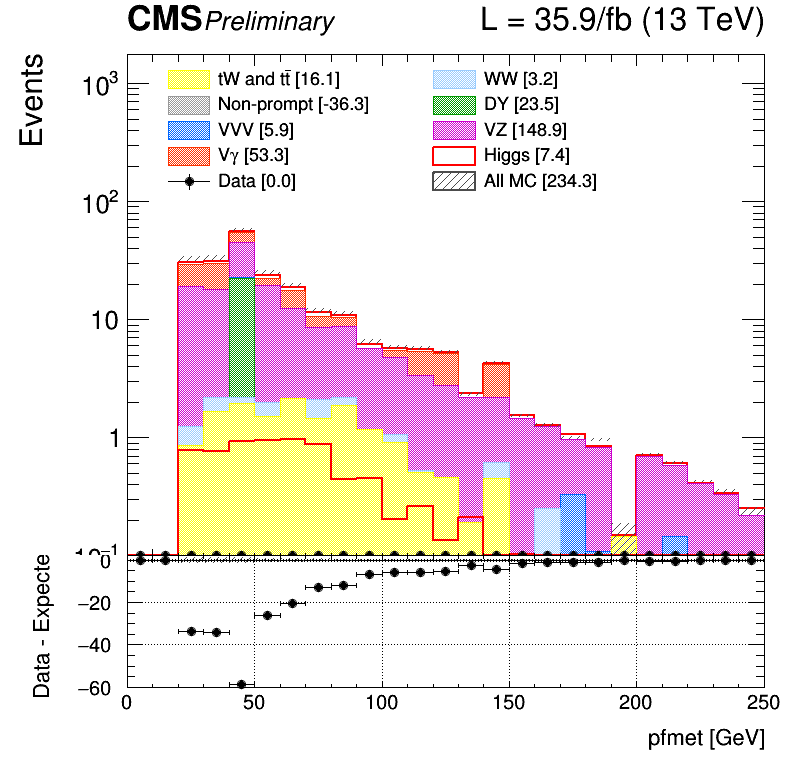 CMS Preliminary L = 35.9/fb (13 TeV)
Events
10³
10²
10
1
10⁻¹
tW and tt̄ [16.1]
Non-prompt [-36.3]
VVV [5.9]
Vγ [53.3]
Data [0.0]
WW [3.2]
DY [23.5]
VZ [148.9]
Higgs [7.4]
All MC [234.3]
Data - Expecte
0
−20
−40
−60
0 50 100 150 200 250
pfmet [GeV]